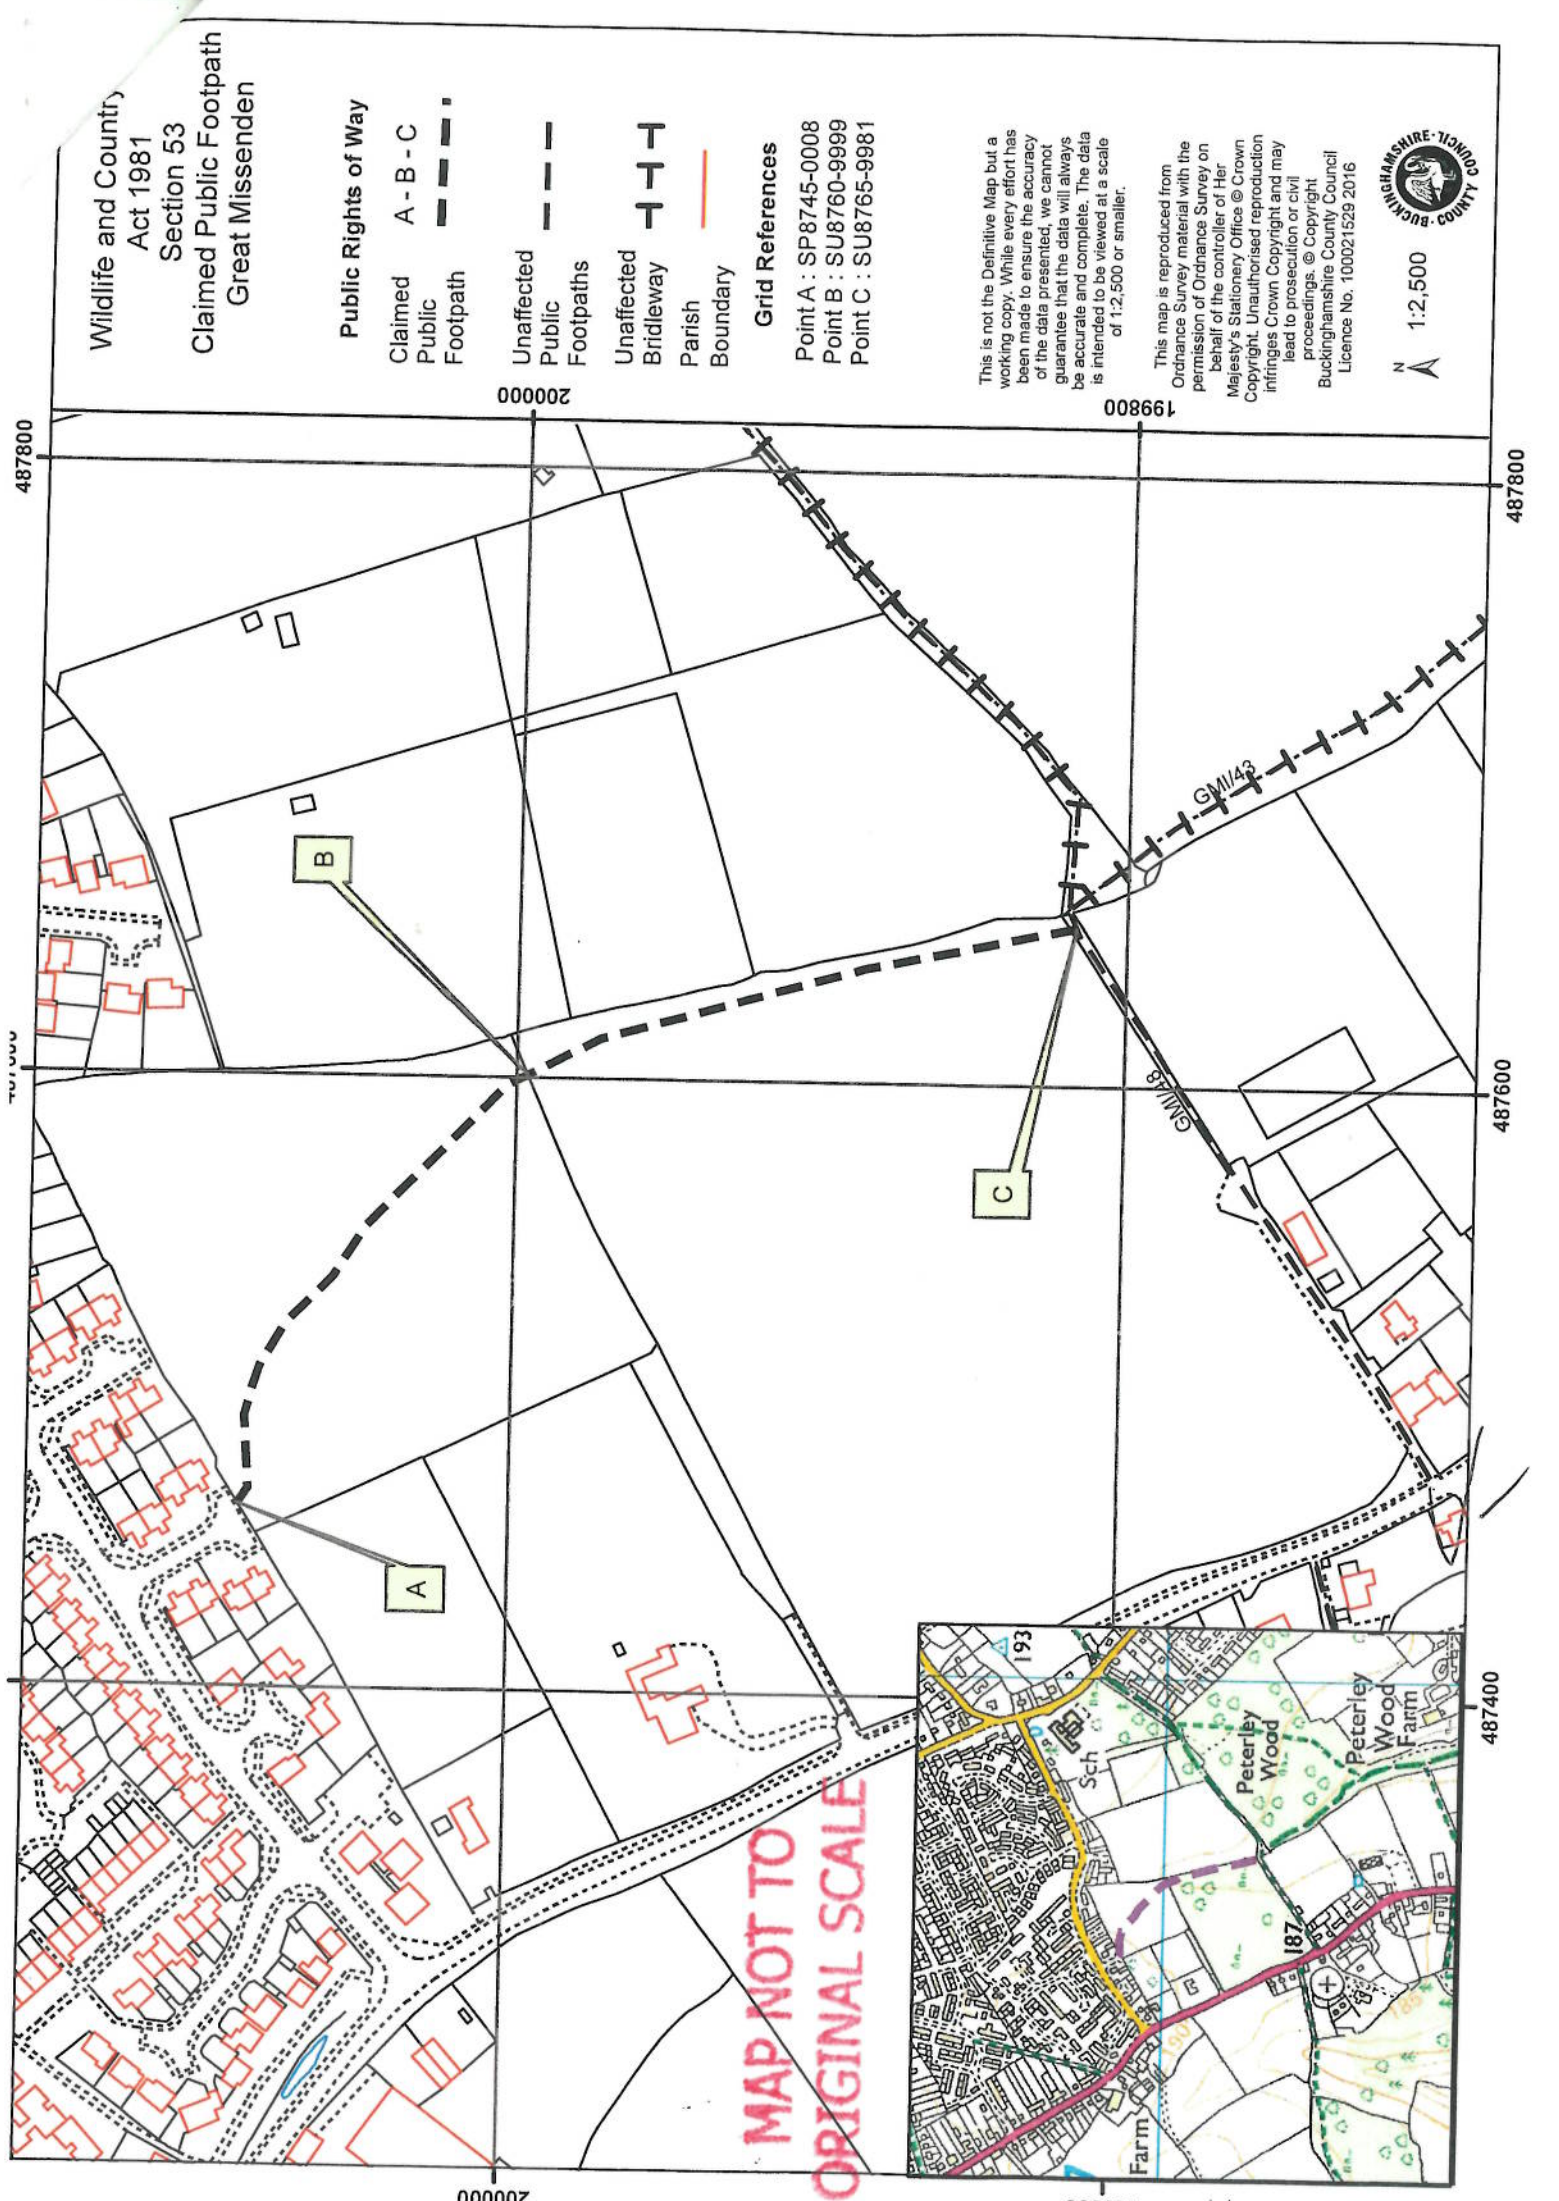 Wildlife and Country
Act 1981
Section 53
Claimed Public Footpath
Great Missenden
Public Rights of Way
Claimed
Public
Footpath
A - B - C
Unaffected
Public
Footpaths
Unaffected
Bridleway
Parish
Boundary
Grid References
Point A : SP8745-0008
Point B : SU8760-9999
Point C : SU8765-9981
This is not the Definitive Map but a
working copy. While every effort has
been made to ensure the accuracy
of the data presented, we cannot
guarantee that the data will always
be accurate and complete. The data
is intended to be viewed at a scale
of 1:2,500 or smaller.
This map is reproduced from
Ordnance Survey material with the
permission of Ordnance Survey on
behalf of the controller of Her
Majesty's Stationery Office © Crown
Copyright. Unauthorised reproduction
infringes Crown Copyright and may
lead to prosecution or civil
proceedings. © Copyright
Buckinghamshire County Council
Licence No. 100021529 2016
N
1:2,500
BUCKINGHAMSHIRE · COUNTY COUNCIL
487800
200000
199800
487800
487600
487400
200000
A
B
C
GMI/43
GMI/48
MAP NOT TO
ORIGINAL SCALE
193
Sch
Peterley
Wood
Peterley
Wood
Farm
187
190
185
Farm